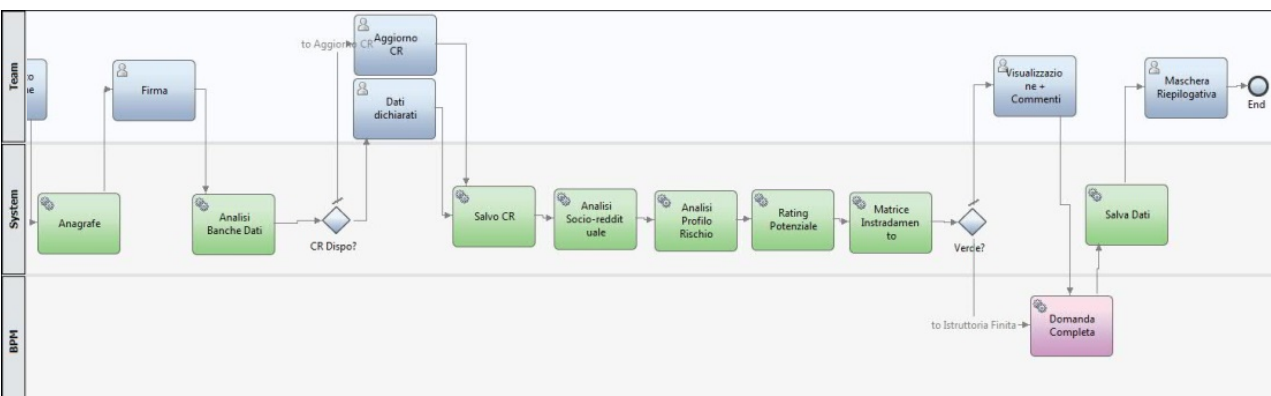 Team
System
BPM
to
ne
Firma
to Aggiorno CR
Aggiorno
CR
Dati
dichiarati
Visualizzazio
ne +
Commenti
Maschera
Riepilogativa
End
Anagrafe
Analisi
Banche Dati
CR Dispo?
Salvo CR
Analisi
Socio-reddit
uale
Analisi
Profilo
Rischio
Rating
Potenziale
Matrice
Instradamen
to
Verde?
Salva Dati
to Istruttoria Finita
Domanda
Completa